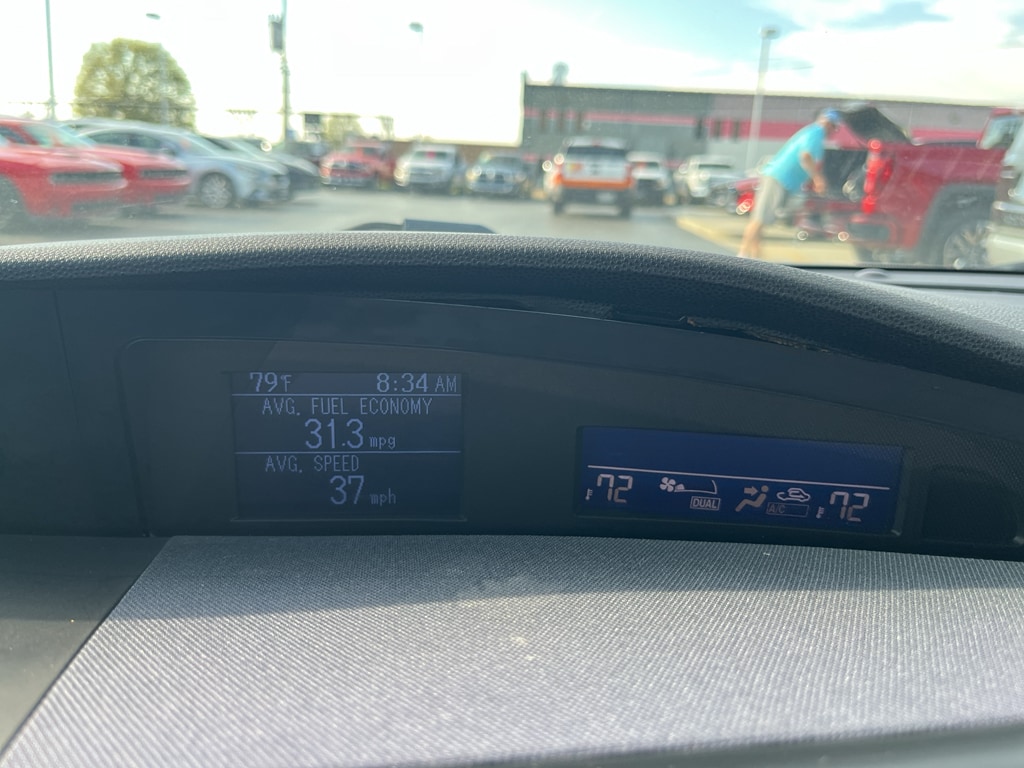 79°F 8:34 AM
AVG. FUEL ECONOMY
31.3 mpg
AVG. SPEED
37 mph
°F 72 DUAL A/C °F 72